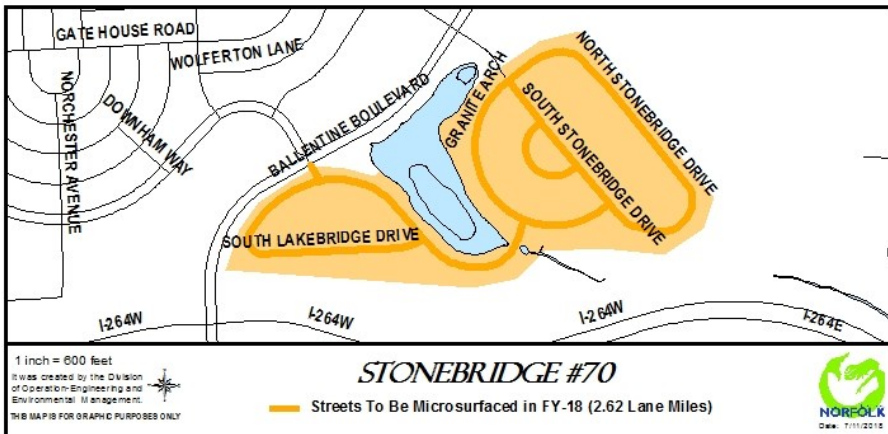 GATE HOUSE ROAD
WOLFERTON LANE
NORCHESTER AVENUE
DOWNHAM WAY
BALLENTINE BOULEVARD
GRANITE ARCH
NORTH STONEBRIDGE DRIVE
SOUTH STONEBRIDGE DRIVE
SOUTH LAKEBRIDGE DRIVE
I-264W
I-264W
I-264W
I-264E
1 inch = 600 feet
It was created by the Division
of Operation-Engineering and
Environmental Management.
THIS MAP IS FOR GRAPHIC PURPOSES ONLY
STONEBRIDGE #70
Streets To Be Microsurfaced in FY-18 (2.62 Lane Miles)
NORFOLK
Date: 7/11/2018